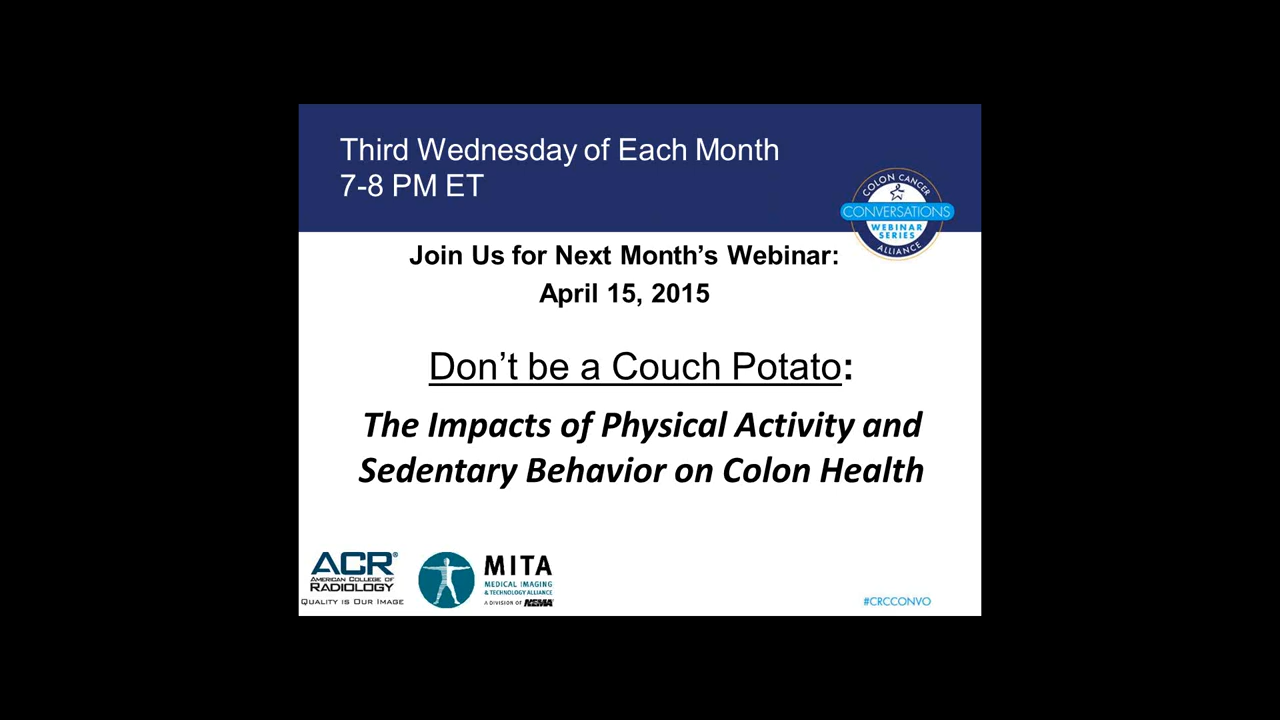 Third Wednesday of Each Month
7-8 PM ET
COLON CANCER
CONVERSATIONS
WEBINAR
SERIES
ALLIANCE
Join Us for Next Month’s Webinar:
April 15, 2015
Don’t be a Couch Potato:
The Impacts of Physical Activity and
Sedentary Behavior on Colon Health
ACR®
AMERICAN COLLEGE OF
RADIOLOGY
QUALITY IS OUR IMAGE
MITA
MEDICAL IMAGING
& TECHNOLOGY ALLIANCE
A DIVISION OF NEMA
#CRCCONVO